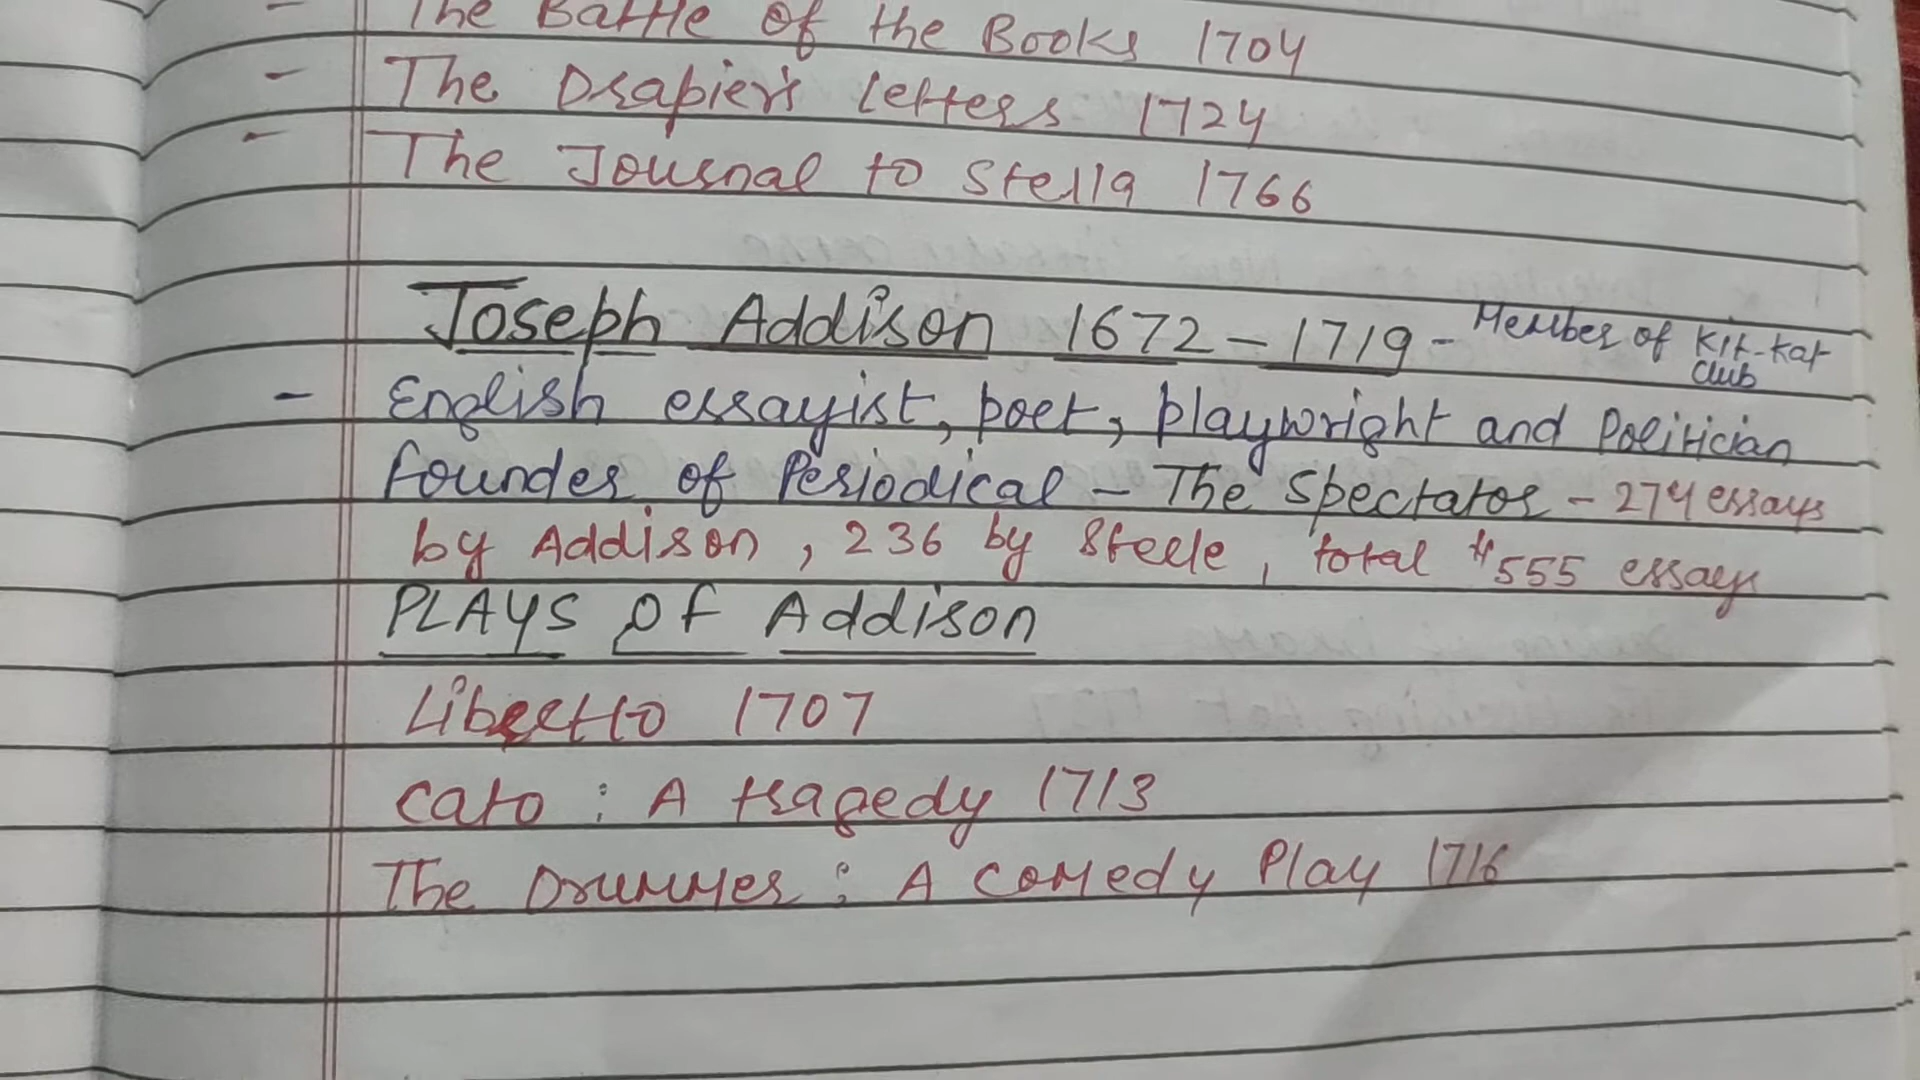 - The Battle of the Books 1704
- The Drapier's Letters 1724
- The Journal to Stella 1766
Joseph Addison 1672-1719 - Member of Kit-kat Club
- English essayist, poet, playwright and Politician
founder of Periodical - The Spectator - 274 essays
by Addison, 236 by Steele, total # 555 essays
PLAYS of Addison
Libretto 1707
Cato : A tragedy 1713
The Drummer : A Comedy Play 1716